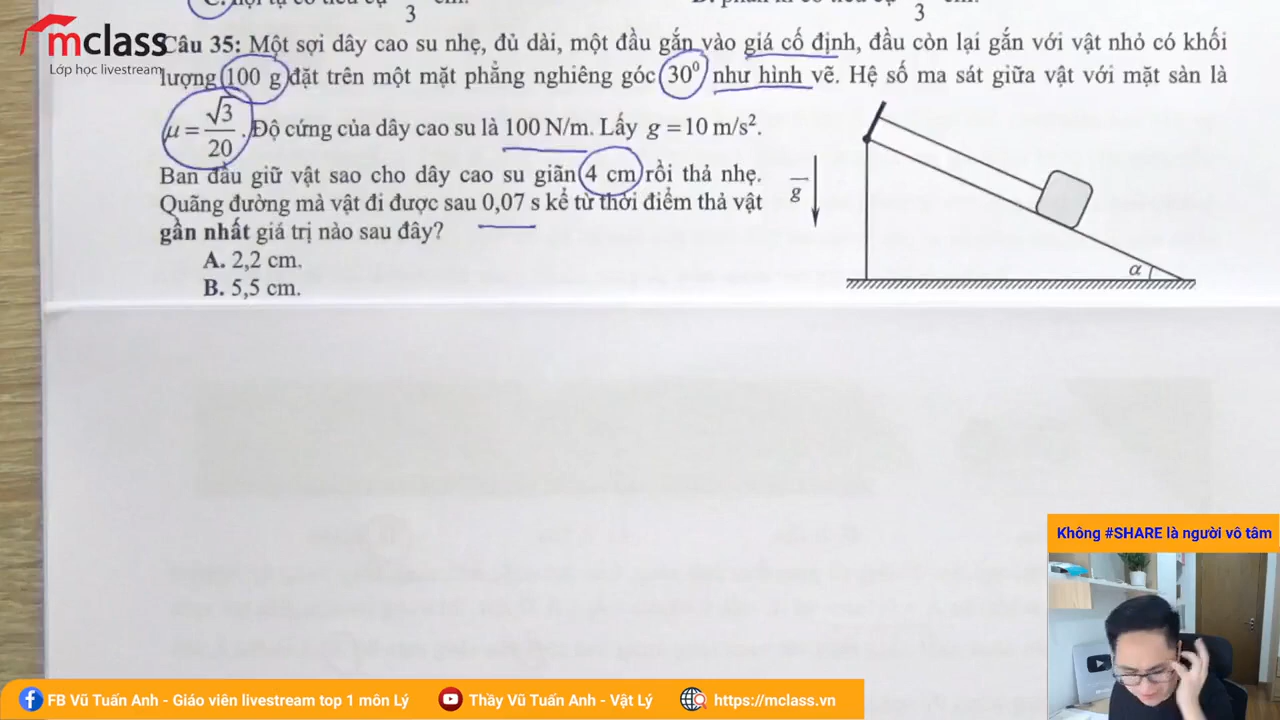 3 cm.
3
mclass
Lớp học livestream
Câu 35: Một sợi dây cao su nhẹ, đủ dài, một đầu gắn vào giá cố định, đầu còn lại gắn với vật nhỏ có khối
lượng 100 g đặt trên một mặt phẳng nghiêng góc 30⁰ như hình vẽ. Hệ số ma sát giữa vật với mặt sàn là
μ = √3/20 . Độ cứng của dây cao su là 100 N/m. Lấy g = 10 m/s².
Ban đầu giữ vật sao cho dây cao su giãn 4 cm rồi thả nhẹ.
Quãng đường mà vật đi được sau 0,07 s kể từ thời điểm thả vật
gần nhất giá trị nào sau đây?
A. 2,2 cm.
B. 5,5 cm.
g
α
Không #SHARE là người vô tâm
FB Vũ Tuấn Anh - Giáo viên livestream top 1 môn Lý
Thầy Vũ Tuấn Anh - Vật Lý
https://mclass.vn